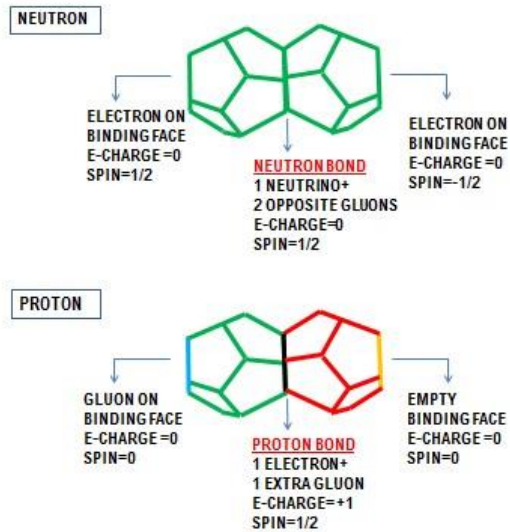 NEUTRON
ELECTRON ON
BINDING FACE
E-CHARGE =0
SPIN=1/2
NEUTRON BOND
1 NEUTRINO+
2 OPPOSITE GLUONS
E-CHARGE=0
SPIN=1/2
ELECTRON ON
BINDING FACE
E-CHARGE =0
SPIN=-1/2
PROTON
GLUON ON
BINDING FACE
E-CHARGE =0
SPIN=0
PROTON BOND
1 ELECTRON+
1 EXTRA GLUON
E-CHARGE=+1
SPIN=1/2
EMPTY
BINDING FACE
E-CHARGE =0
SPIN=0